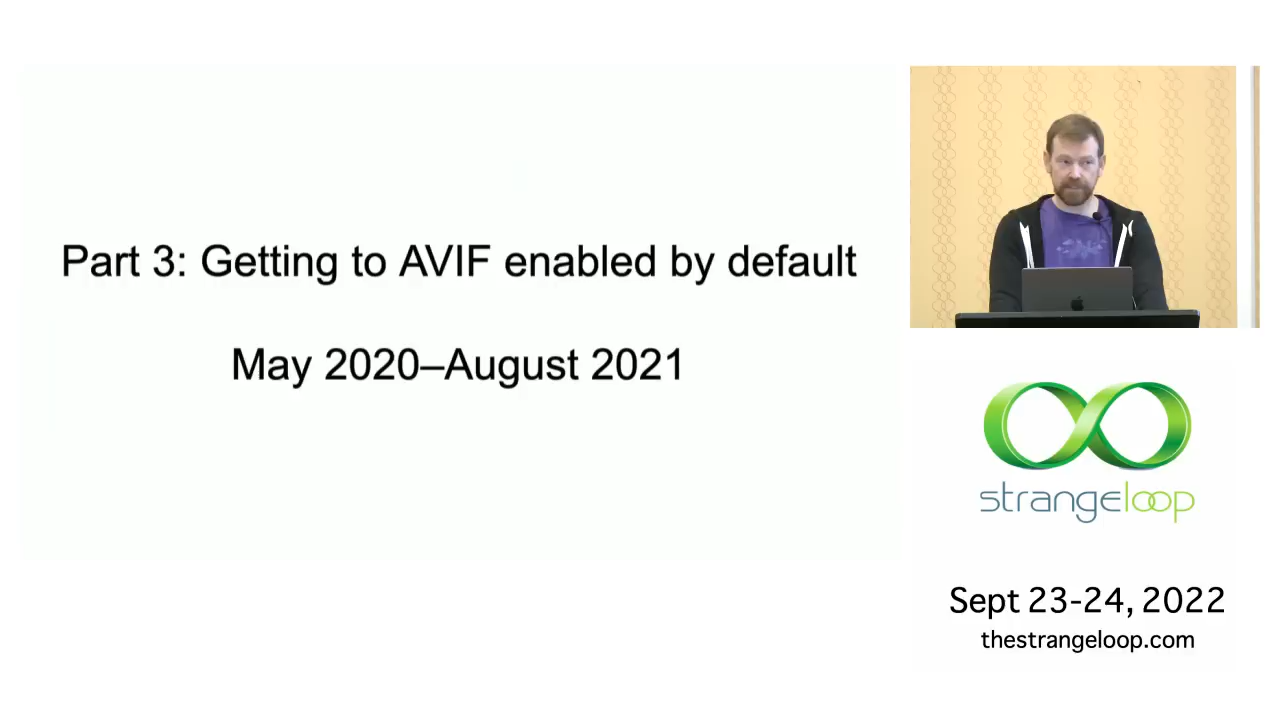 Part 3: Getting to AVIF enabled by default
May 2020–August 2021
strangeloop
Sept 23-24, 2022
thestrangeloop.com